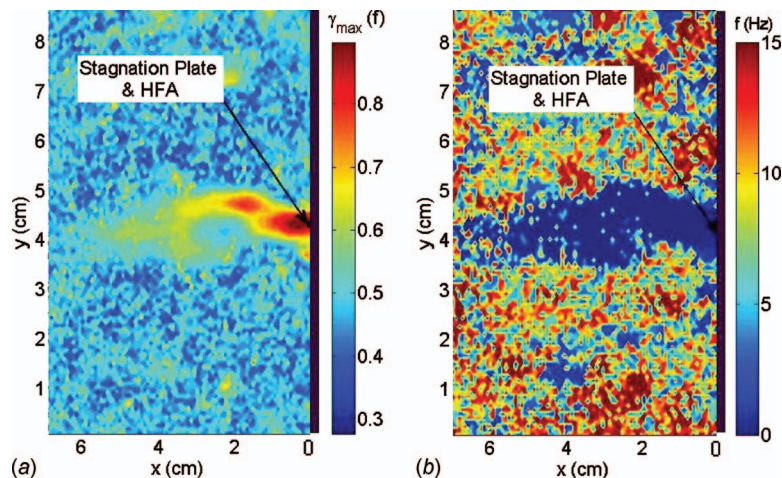 γmax (f)
8
7
6
5
4
3
2
1
y (cm)
Stagnation Plate
& HFA
0.8
0.7
0.6
0.5
0.4
0.3
6
4
2
0
x (cm)
(a)
f (Hz)
15
10
5
0
8
7
6
5
4
3
2
1
y (cm)
Stagnation Plate
& HFA
6
4
2
0
x (cm)
(b)